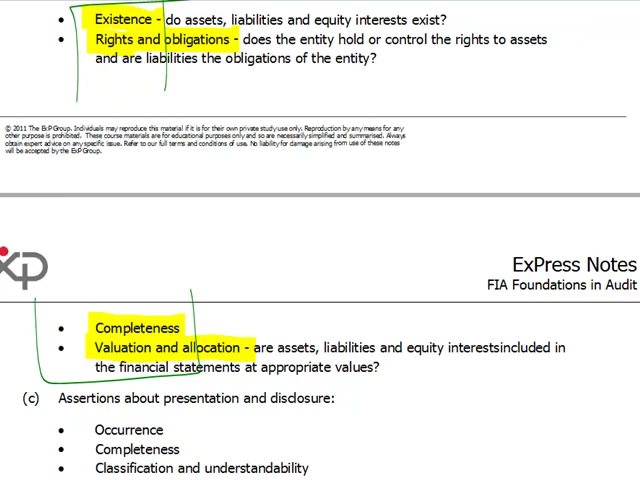 • Existence - do assets, liabilities and equity interests exist?
• Rights and obligations - does the entity hold or control the rights to assets
and are liabilities the obligations of the entity?
© 2011 The ExP Group. Individuals may reproduce this material if it is for their own private study use only. Reproduction by any means for any
other purpose is prohibited. These course materials are for educational purposes only and so are necessarily simplified and summarised. Always
obtain expert advice on any specific issue. Refer to our full terms and conditions of use. No liability for damage arising from use of these notes
will be accepted by the ExP Group.
xp
ExPress Notes
FIA Foundations in Audit
• Completeness
• Valuation and allocation - are assets, liabilities and equity interestsincluded in
the financial statements at appropriate values?
(c) Assertions about presentation and disclosure:
• Occurrence
• Completeness
• Classification and understandability